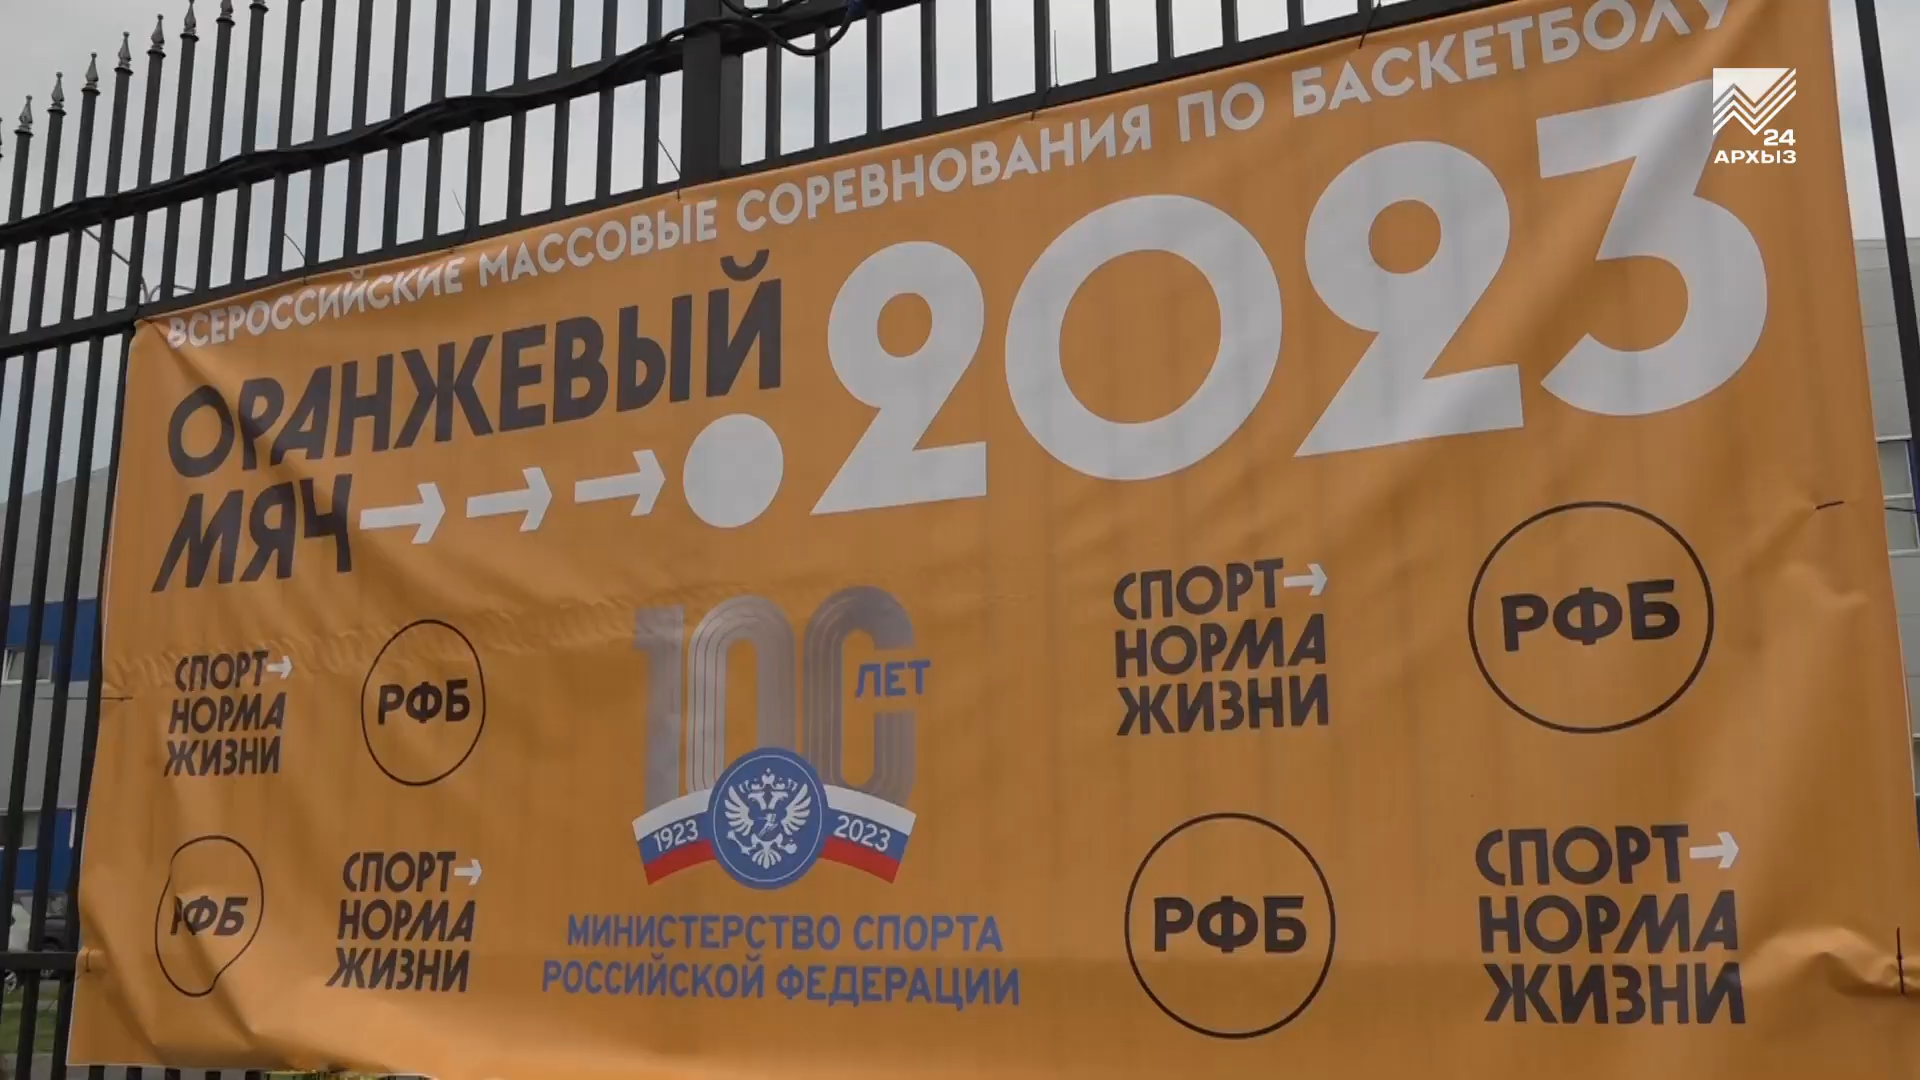 ВСЕРОССИЙСКИЕ МАССОВЫЕ СОРЕВНОВАНИЯ ПО БАСКЕТБОЛУ
24
АРХЫЗ
ОРАНЖЕВЫЙ
МЯЧ→→→.2023
СПОРТ→
НОРМА
ЖИЗНИ
РФБ
100
ЛЕТ
1923 2023
СПОРТ→
НОРМА
ЖИЗНИ
РФБ
РФБ
СПОРТ→
НОРМА
ЖИЗНИ
МИНИСТЕРСТВО СПОРТА
РОССИЙСКОЙ ФЕДЕРАЦИИ
РФБ
СПОРТ→
НОРМА
ЖИЗНИ